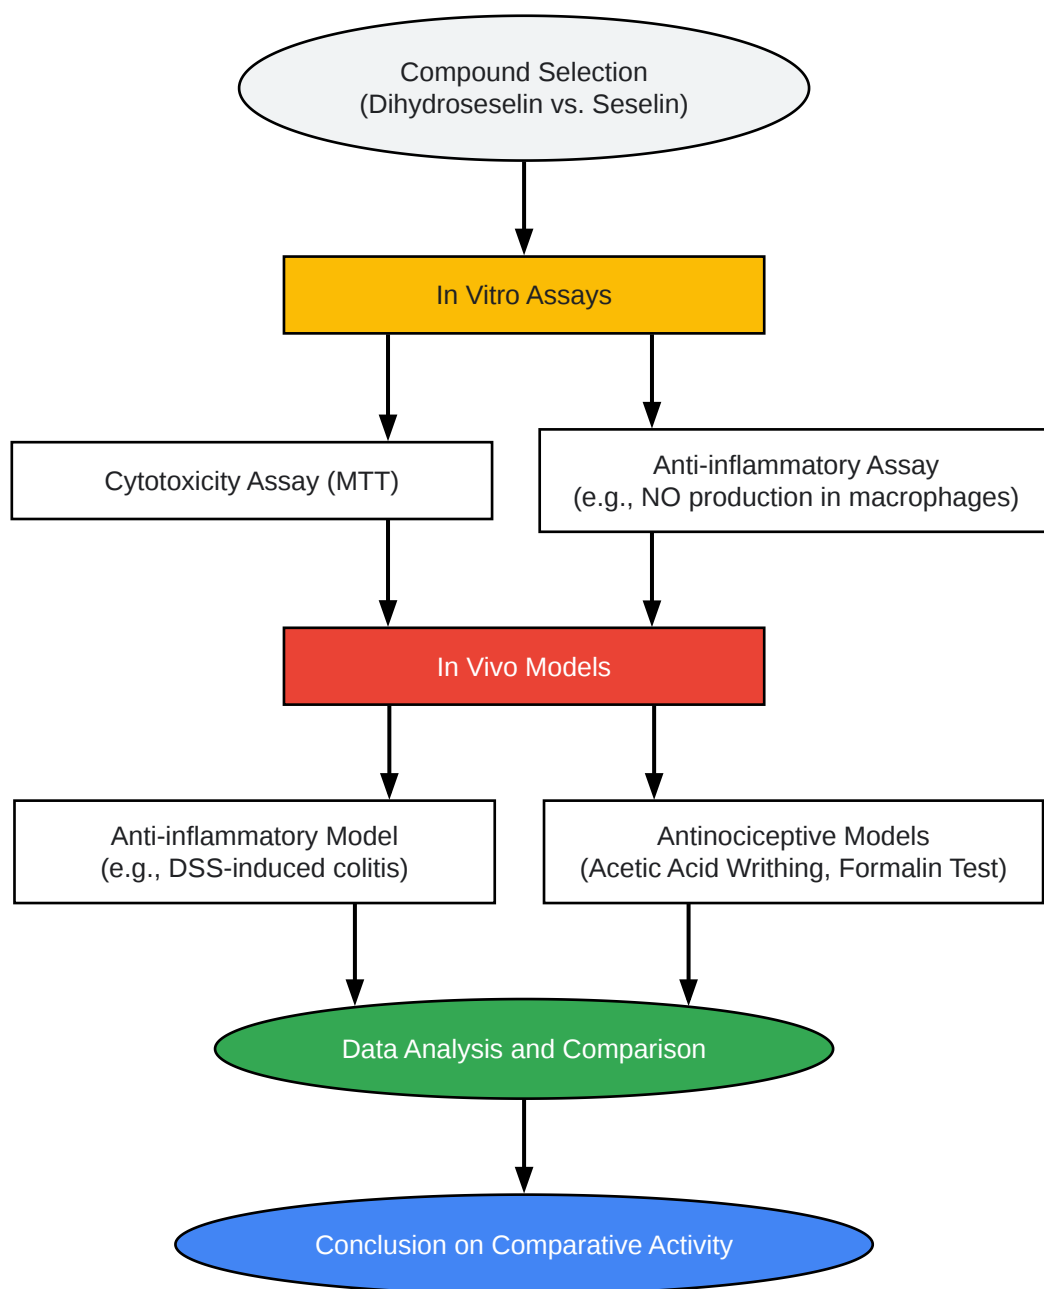 Compound Selection
(Dihydroseselin vs. Seselin)
In Vitro Assays
Cytotoxicity Assay (MTT)
Anti-inflammatory Assay
(e.g., NO production in macrophages)
In Vivo Models
Anti-inflammatory Model
(e.g., DSS-induced colitis)
Antinociceptive Models
(Acetic Acid Writhing, Formalin Test)
Data Analysis and Comparison
Conclusion on Comparative Activity